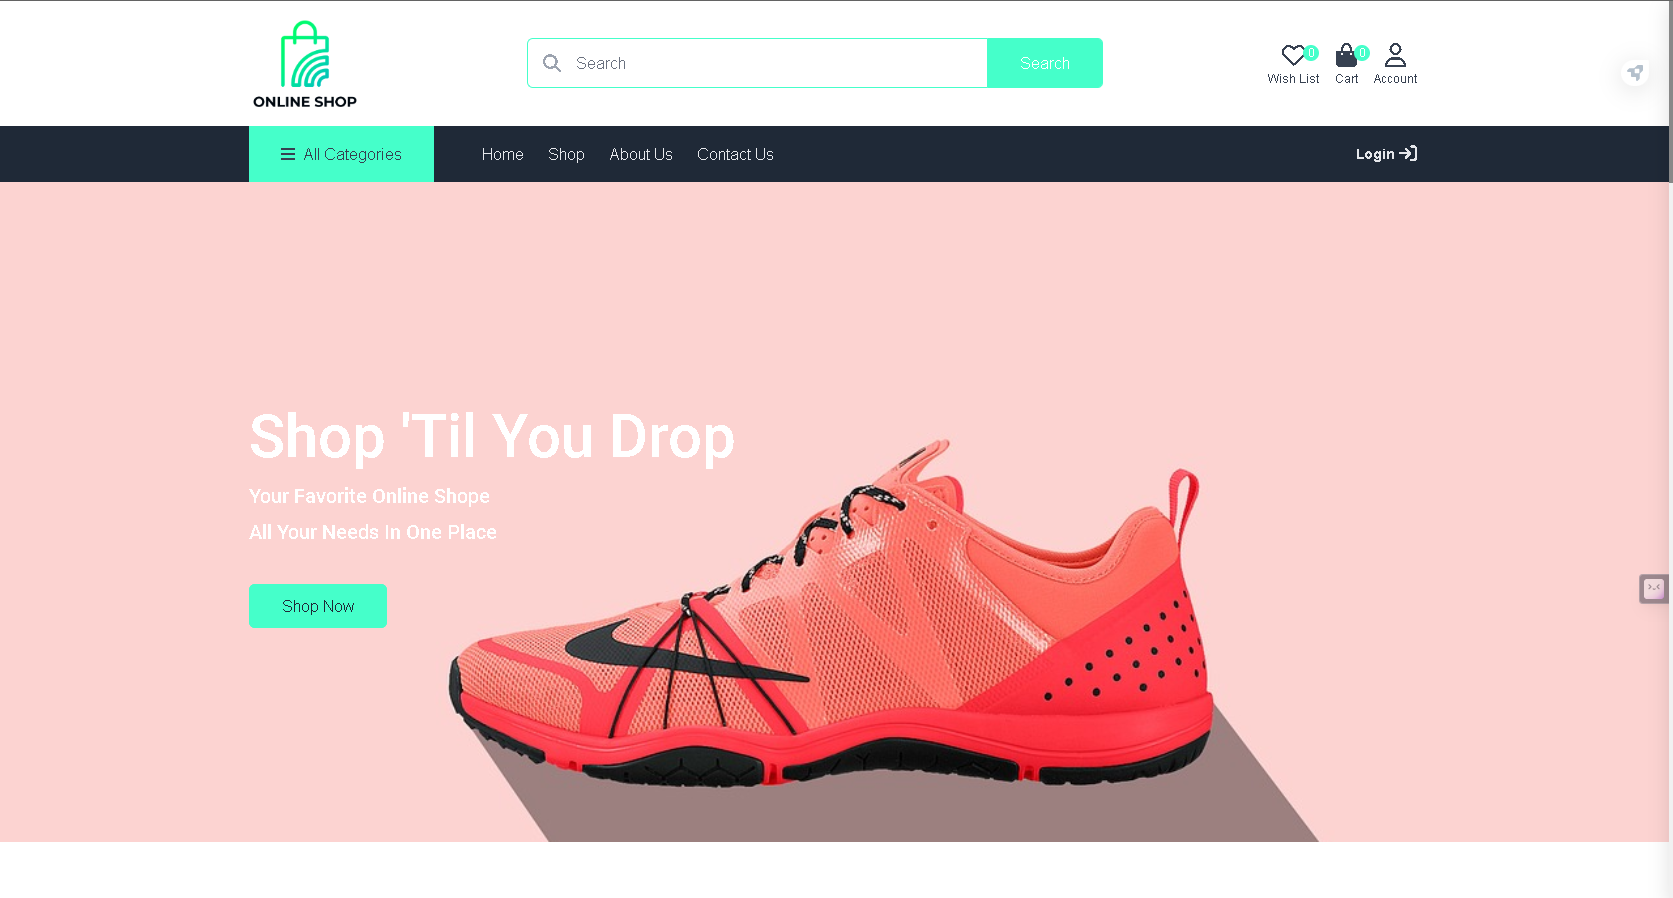 ONLINE SHOP
Search
Search
0
Wish List
0
Cart
Account
All Categories
Home
Shop
About Us
Contact Us
Login
Shop 'Til You Drop
Your Favorite Online Shope
All Your Needs In One Place
Shop Now